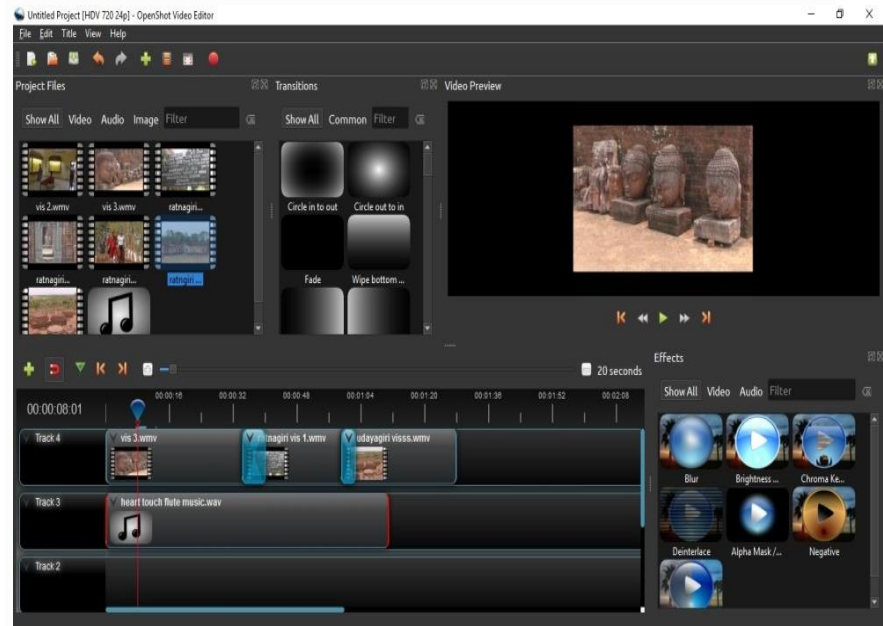 Untitled Project [HDV 720 24p] - OpenShot Video Editor
File Edit Title View Help
Project Files
Show All Video Audio Image Filter
vis 2.wmv vis 3.wmv ratnagiri...
ratnagiri... ratnagiri... ratngiri ...
Transitions
Show All Common Filter
Circle in to out Circle out to in
Fade Wipe bottom ...
Video Preview
20 seconds
00:00:08:01
00:00:16 00:00:32 00:00:48 00:01:04 00:01:20 00:01:36 00:01:52 00:02:08
Track 4
vis 3.wmv
vis 1.wmv
udayagiri visss.wmv
Track 3
heart touch flute music.wav
Track 2
Effects
Show All Video Audio Filter
Blur Brightness ... Chroma Ke...
Deinterlace Alpha Mask /... Negative